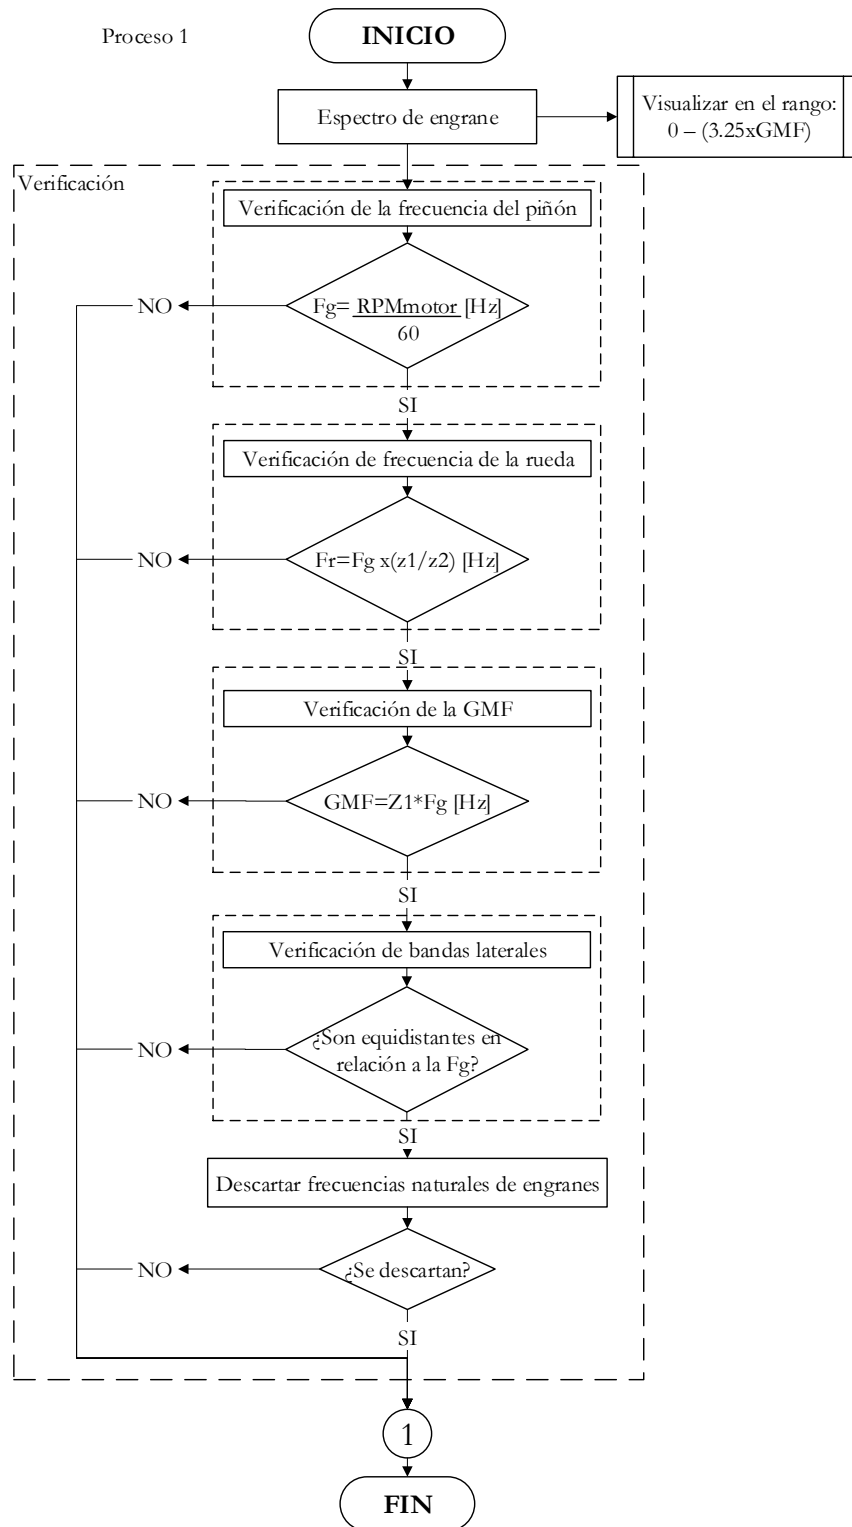 Proceso 1
INICIO
Espectro de engrane
Visualizar en el rango:
0 – (3.25xGMF)
Verificación
Verificación de la frecuencia del piñón
NO
Fg= RPMmotor [Hz]
60
SI
Verificación de frecuencia de la rueda
NO
Fr=Fg x(z1/z2) [Hz]
SI
Verificación de la GMF
NO
GMF=Z1*Fg [Hz]
SI
Verificación de bandas laterales
NO
¿Son equidistantes en
relación a la Fg?
SI
Descartar frecuencias naturales de engranes
NO
¿Se descartan?
SI
1
FIN